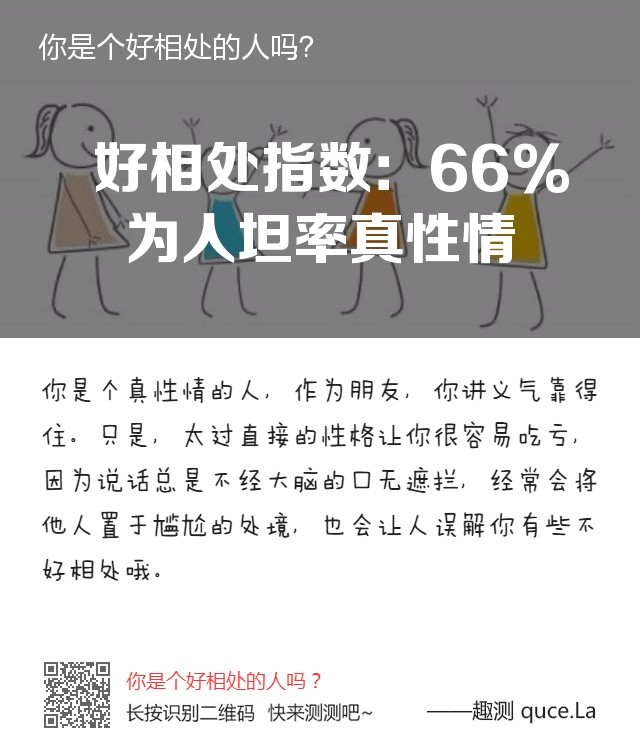 你是个好相处的人吗?
好相处指数：66%
为人坦率真性情
你是个真性情的人，作为朋友，你讲义气靠得
住。只是，太过直接的性格让你很容易吃亏，
因为说话总是不经大脑的口无遮拦，经常会将
他人置于尴尬的处境，也会让人误解你有些不
好相处哦。
你是个好相处的人吗？
长按识别二维码 快来测测吧~
——趣测 quce.La